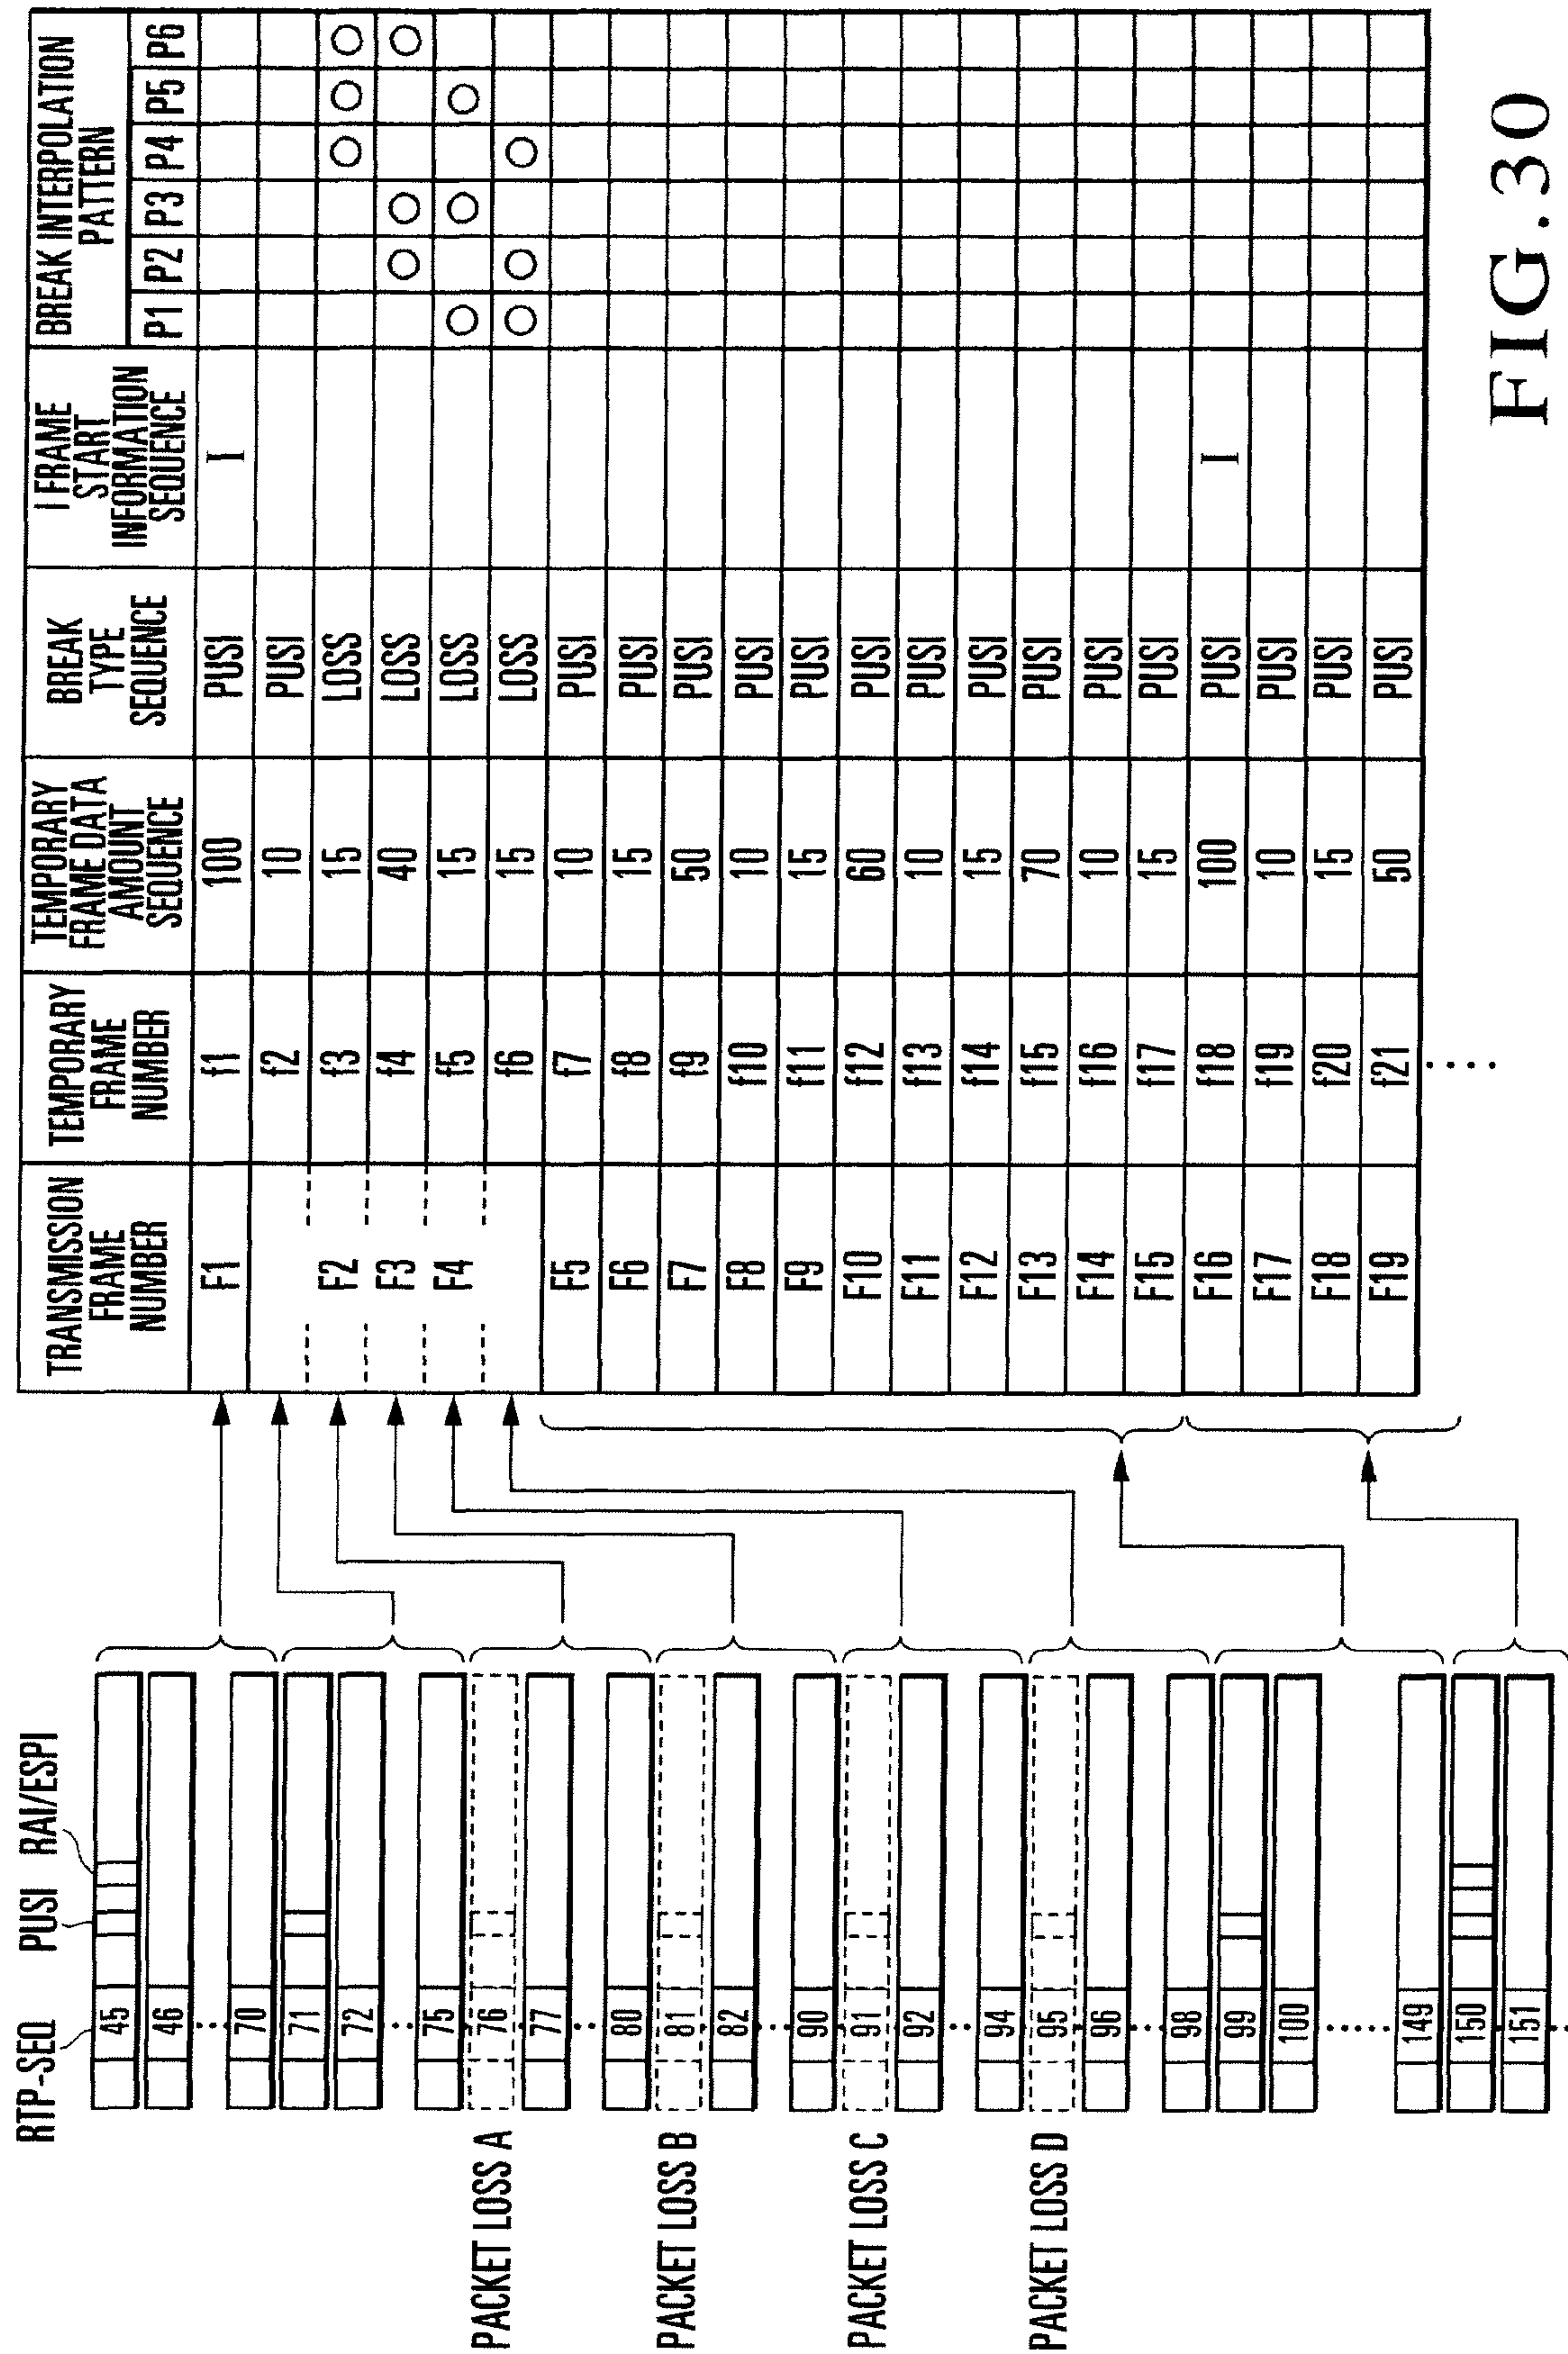 RTP-SEQ PUSI RAI/ESPI
45
46
70
71
72
75
PACKET LOSS A 76
77
80
PACKET LOSS B 81
82
90
PACKET LOSS C 91
92
94
PACKET LOSS D 95
96
98
99
100
149
150
151
TRANSMISSION FRAME NUMBER TEMPORARY FRAME NUMBER TEMPORARY FRAME DATA AMOUNT SEQUENCE BREAK TYPE SEQUENCE I FRAME START INFORMATION SEQUENCE BREAK INTERPOLATION PATTERN
P1 P2 P3 P4 P5 P6
F1 f1 100 PUSI I
f2 10 PUSI
F2 f3 15 LOSS ○ ○ ○
F3 f4 40 LOSS ○ ○ ○
F4 f5 15 LOSS ○ ○ ○
f6 15 LOSS ○ ○ ○
F5 f7 10 PUSI
F6 f8 15 PUSI
F7 f9 50 PUSI
F8 f10 10 PUSI
F9 f11 15 PUSI
F10 f12 60 PUSI
F11 f13 10 PUSI
F12 f14 15 PUSI
F13 f15 70 PUSI
F14 f16 10 PUSI
F15 f17 15 PUSI
F16 f18 100 PUSI I
F17 f19 10 PUSI
F18 f20 15 PUSI
F19 f21 50 PUSI
FIG.30